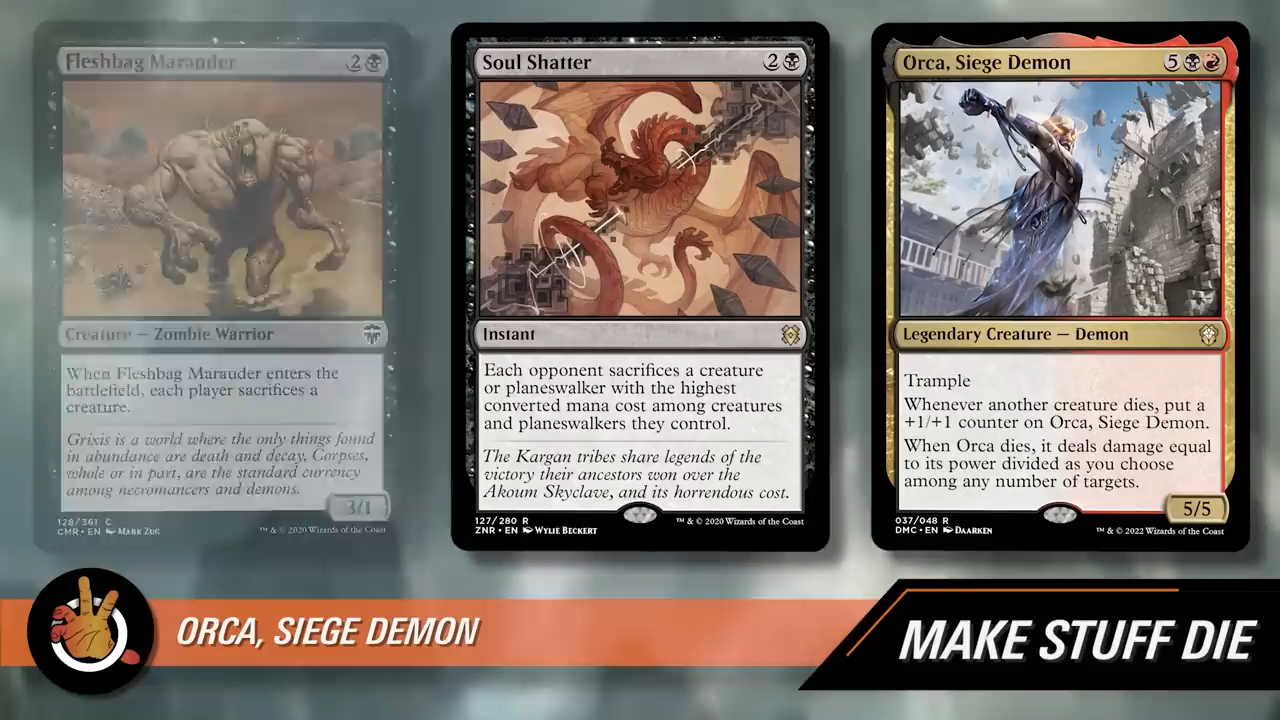 Fleshbag Marauder 2
Creature — Zombie Warrior
When Fleshbag Marauder enters the
battlefield, each player sacrifices a
creature.
Grixis is a world where the only things found
in abundance are death and decay. Corpses,
whole or in part, are the standard currency
among necromancers and demons.
3/1
128/361 C
CMR • EN Mark Zug
™ & © 2020 Wizards of the Coast
Soul Shatter 2
Instant
Each opponent sacrifices a creature
or planeswalker with the highest
converted mana cost among creatures
and planeswalkers they control.
The Kargan tribes share legends of the
victory their ancestors won over the
Akoum Skyclave, and its horrendous cost.
127/280 R
ZNR • EN Wylie Beckert
™ & © 2020 Wizards of the Coast
Orca, Siege Demon 5
Legendary Creature — Demon
Trample
Whenever another creature dies, put a
+1/+1 counter on Orca, Siege Demon.
When Orca dies, it deals damage equal
to its power divided as you choose
among any number of targets.
5/5
037/048 R
DMC • EN Daarken
™ & © 2022 Wizards of the Coast
ORCA, SIEGE DEMON
MAKE STUFF DIE